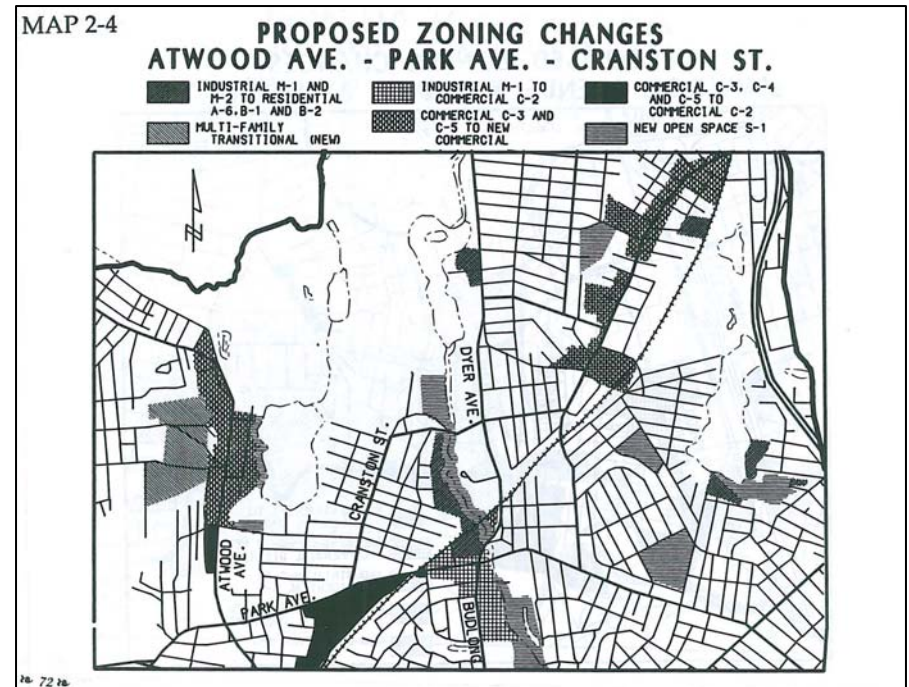 MAP 2-4
PROPOSED ZONING CHANGES
ATWOOD AVE. - PARK AVE. - CRANSTON ST.
INDUSTRIAL M-1 AND
M-2 TO RESIDENTIAL
A-6,B-1 AND B-2
MULTI-FAMILY
TRANSITIONAL (NEW)
INDUSTRIAL M-1 TO
COMMERCIAL C-2
COMMERCIAL C-3 AND
C-5 TO NEW
COMMERCIAL
COMMERCIAL C-3, C-4
AND C-5 TO
COMMERCIAL C-2
NEW OPEN SPACE S-1
N
DYER AVE.
CRANSTON ST.
ATWOOD
AVE.
PARK AVE.
BUDLONG
72